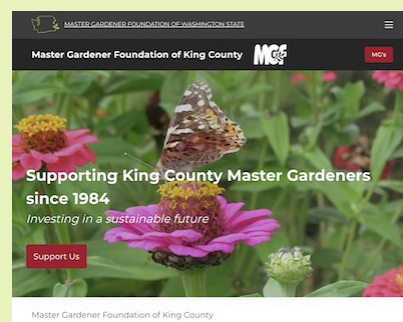 MASTER GARDENER FOUNDATION OF WASHINGTON STATE
Master Gardener Foundation of King County
MGF
MG's
Supporting King County Master Gardeners
since 1984
Investing in a sustainable future
Support Us
Master Gardener Foundation of King County